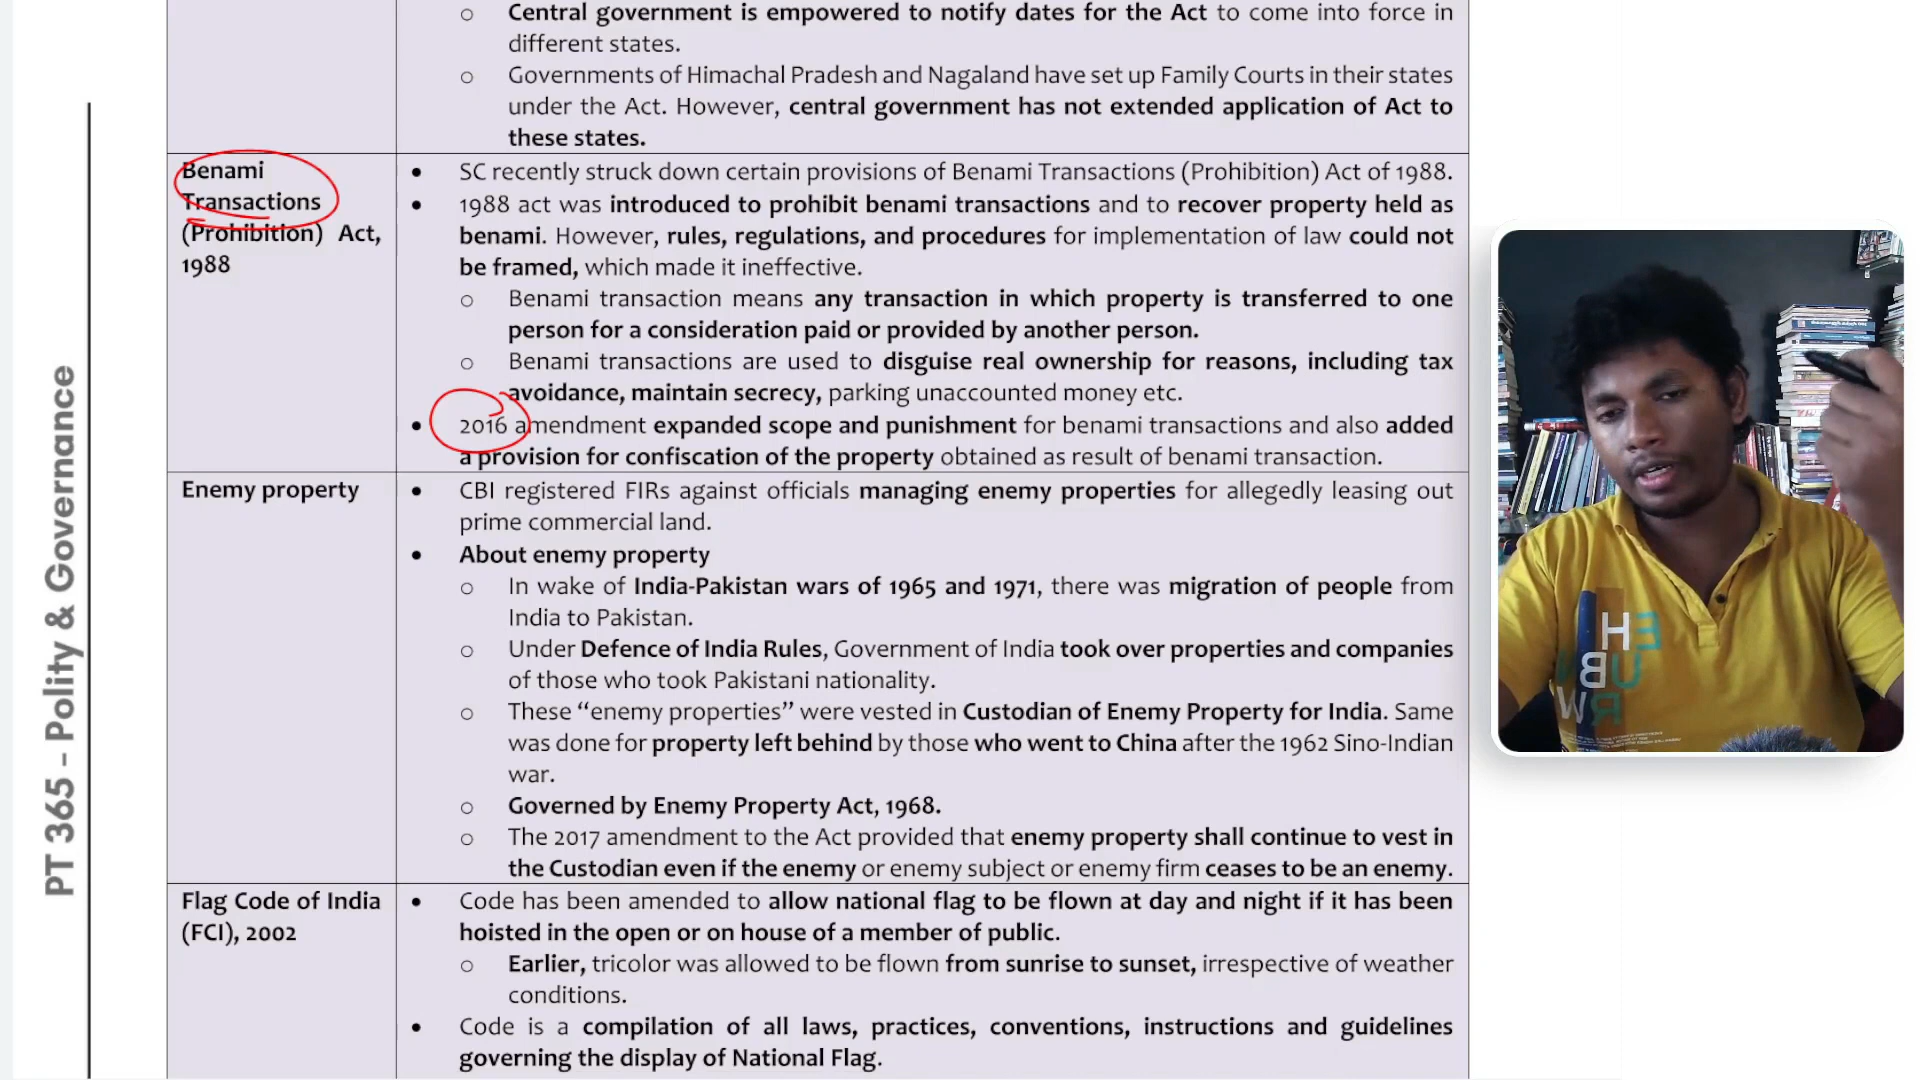 Central government is empowered to notify dates for the Act to come into force in
different states.
Governments of Himachal Pradesh and Nagaland have set up Family Courts in their states
under the Act. However, central government has not extended application of Act to
these states.
Benami
Transactions
(Prohibition) Act,
1988
SC recently struck down certain provisions of Benami Transactions (Prohibition) Act of 1988.
1988 act was introduced to prohibit benami transactions and to recover property held as
benami. However, rules, regulations, and procedures for implementation of law could not
be framed, which made it ineffective.
Benami transaction means any transaction in which property is transferred to one
person for a consideration paid or provided by another person.
Benami transactions are used to disguise real ownership for reasons, including tax
avoidance, maintain secrecy, parking unaccounted money etc.
2016 amendment expanded scope and punishment for benami transactions and also added
a provision for confiscation of the property obtained as result of benami transaction.
Enemy property
CBI registered FIRs against officials managing enemy properties for allegedly leasing out
prime commercial land.
About enemy property
In wake of India-Pakistan wars of 1965 and 1971, there was migration of people from
India to Pakistan.
Under Defence of India Rules, Government of India took over properties and companies
of those who took Pakistani nationality.
These “enemy properties” were vested in Custodian of Enemy Property for India. Same
was done for property left behind by those who went to China after the 1962 Sino-Indian
war.
Governed by Enemy Property Act, 1968.
The 2017 amendment to the Act provided that enemy property shall continue to vest in
the Custodian even if the enemy or enemy subject or enemy firm ceases to be an enemy.
Flag Code of India
(FCI), 2002
Code has been amended to allow national flag to be flown at day and night if it has been
hoisted in the open or on house of a member of public.
Earlier, tricolor was allowed to be flown from sunrise to sunset, irrespective of weather
conditions.
Code is a compilation of all laws, practices, conventions, instructions and guidelines
governing the display of National Flag.
PT 365 – Polity & Governance